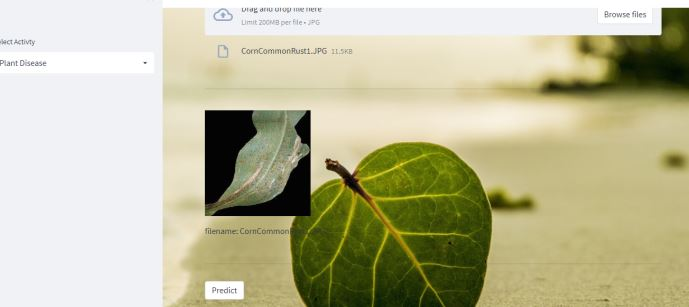 elect Activty
Plant Disease
Drag and drop file here
Limit 200MB per file • JPG
Browse files
CornCommonRust1.JPG 11.5KB
filename: CornCommon
Predict